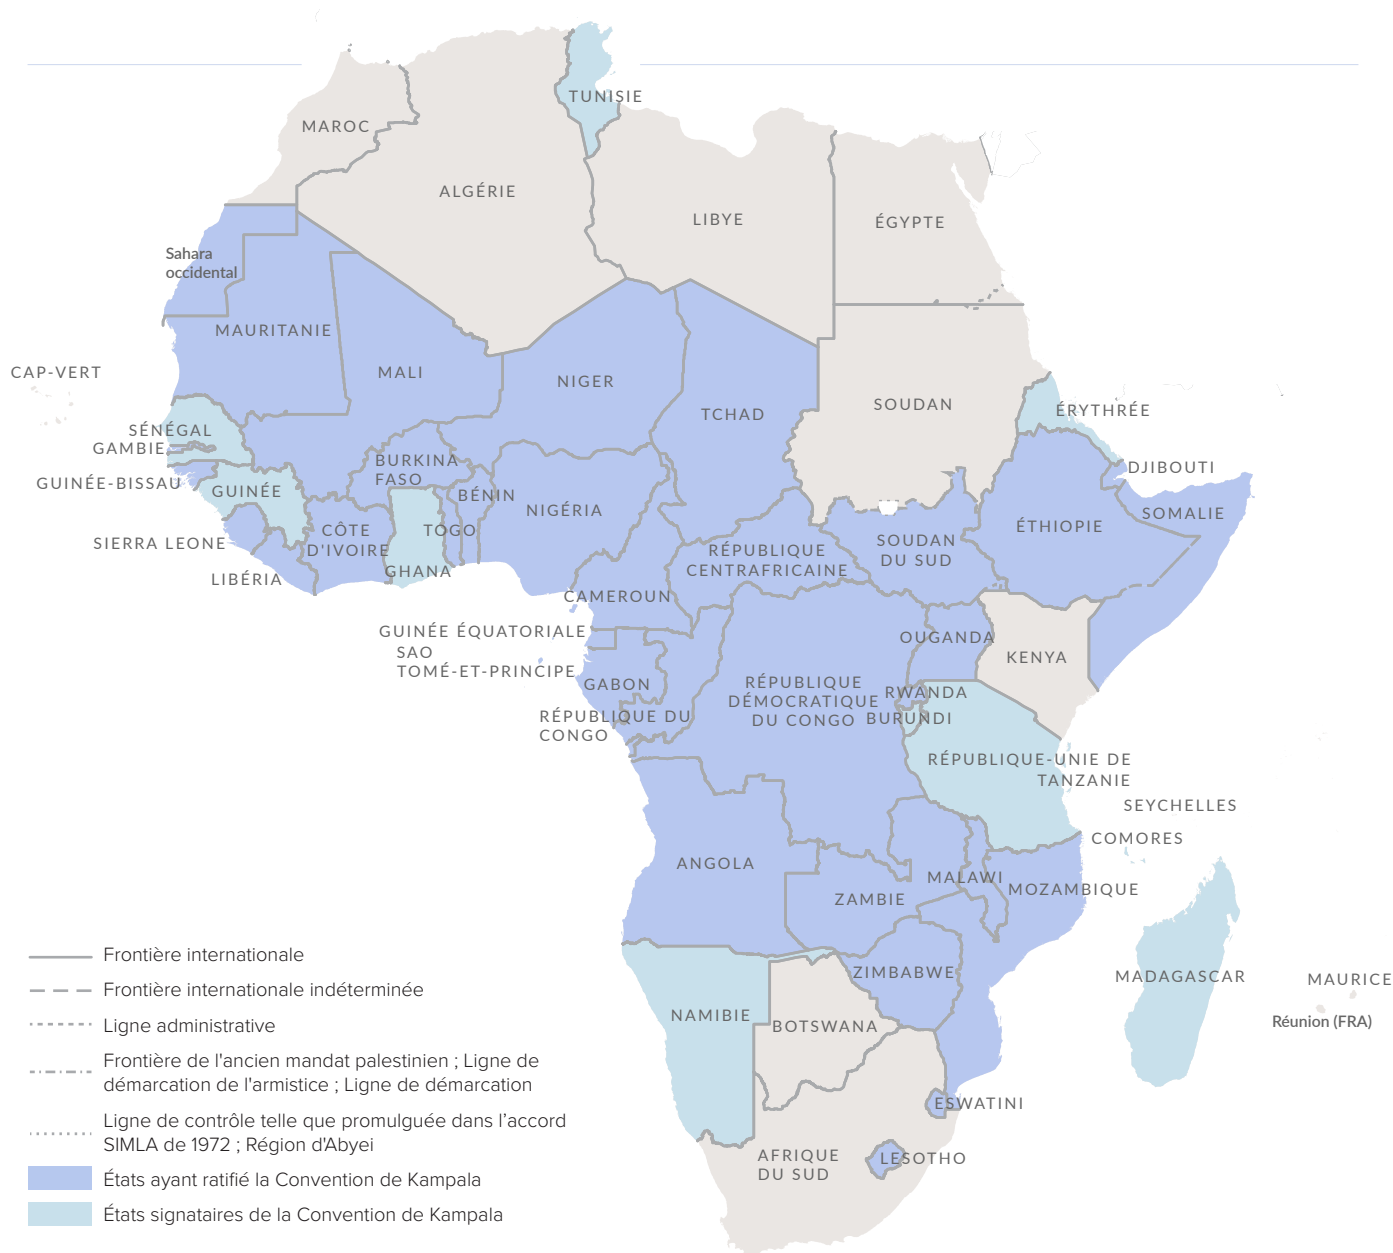 TUNISIE
MAROC
ALGÉRIE
LIBYE
ÉGYPTE
Sahara
occidental
MAURITANIE
CAP-VERT
MALI
NIGER
TCHAD
SOUDAN
ÉRYTHRÉE
SÉNÉGAL
GAMBIE
BURKINA
FASO
DJIBOUTI
GUINÉE-BISSAU
GUINÉE
BÉNIN
NIGÉRIA
SOMALIE
ÉTHIOPIE
SIERRA LEONE
CÔTE
D'IVOIRE
TOGO
SOUDAN
DU SUD
RÉPUBLIQUE
CENTRAFRICAINE
LIBÉRIA
GHANA
CAMEROUN
GUINÉE ÉQUATORIALE
OUGANDA
SAO
TOMÉ-ET-PRINCIPE
KENYA
GABON
RÉPUBLIQUE
DÉMOCRATIQUE
DU CONGO
RWANDA
RÉPUBLIQUE DU
CONGO
BURUNDI
RÉPUBLIQUE-UNIE DE
TANZANIE
SEYCHELLES
COMORES
ANGOLA
MALAWI
MOZAMBIQUE
ZAMBIE
ZIMBABWE
MADAGASCAR
MAURICE
NAMIBIE
BOTSWANA
Réunion (FRA)
ESWATINI
AFRIQUE
DU SUD
LESOTHO
Frontière internationale
Frontière internationale indéterminée
Ligne administrative
Frontière de l'ancien mandat palestinien ; Ligne de
démarcation de l'armistice ; Ligne de démarcation
Ligne de contrôle telle que promulguée dans l’accord
SIMLA de 1972 ; Région d'Abyei
États ayant ratifié la Convention de Kampala
États signataires de la Convention de Kampala